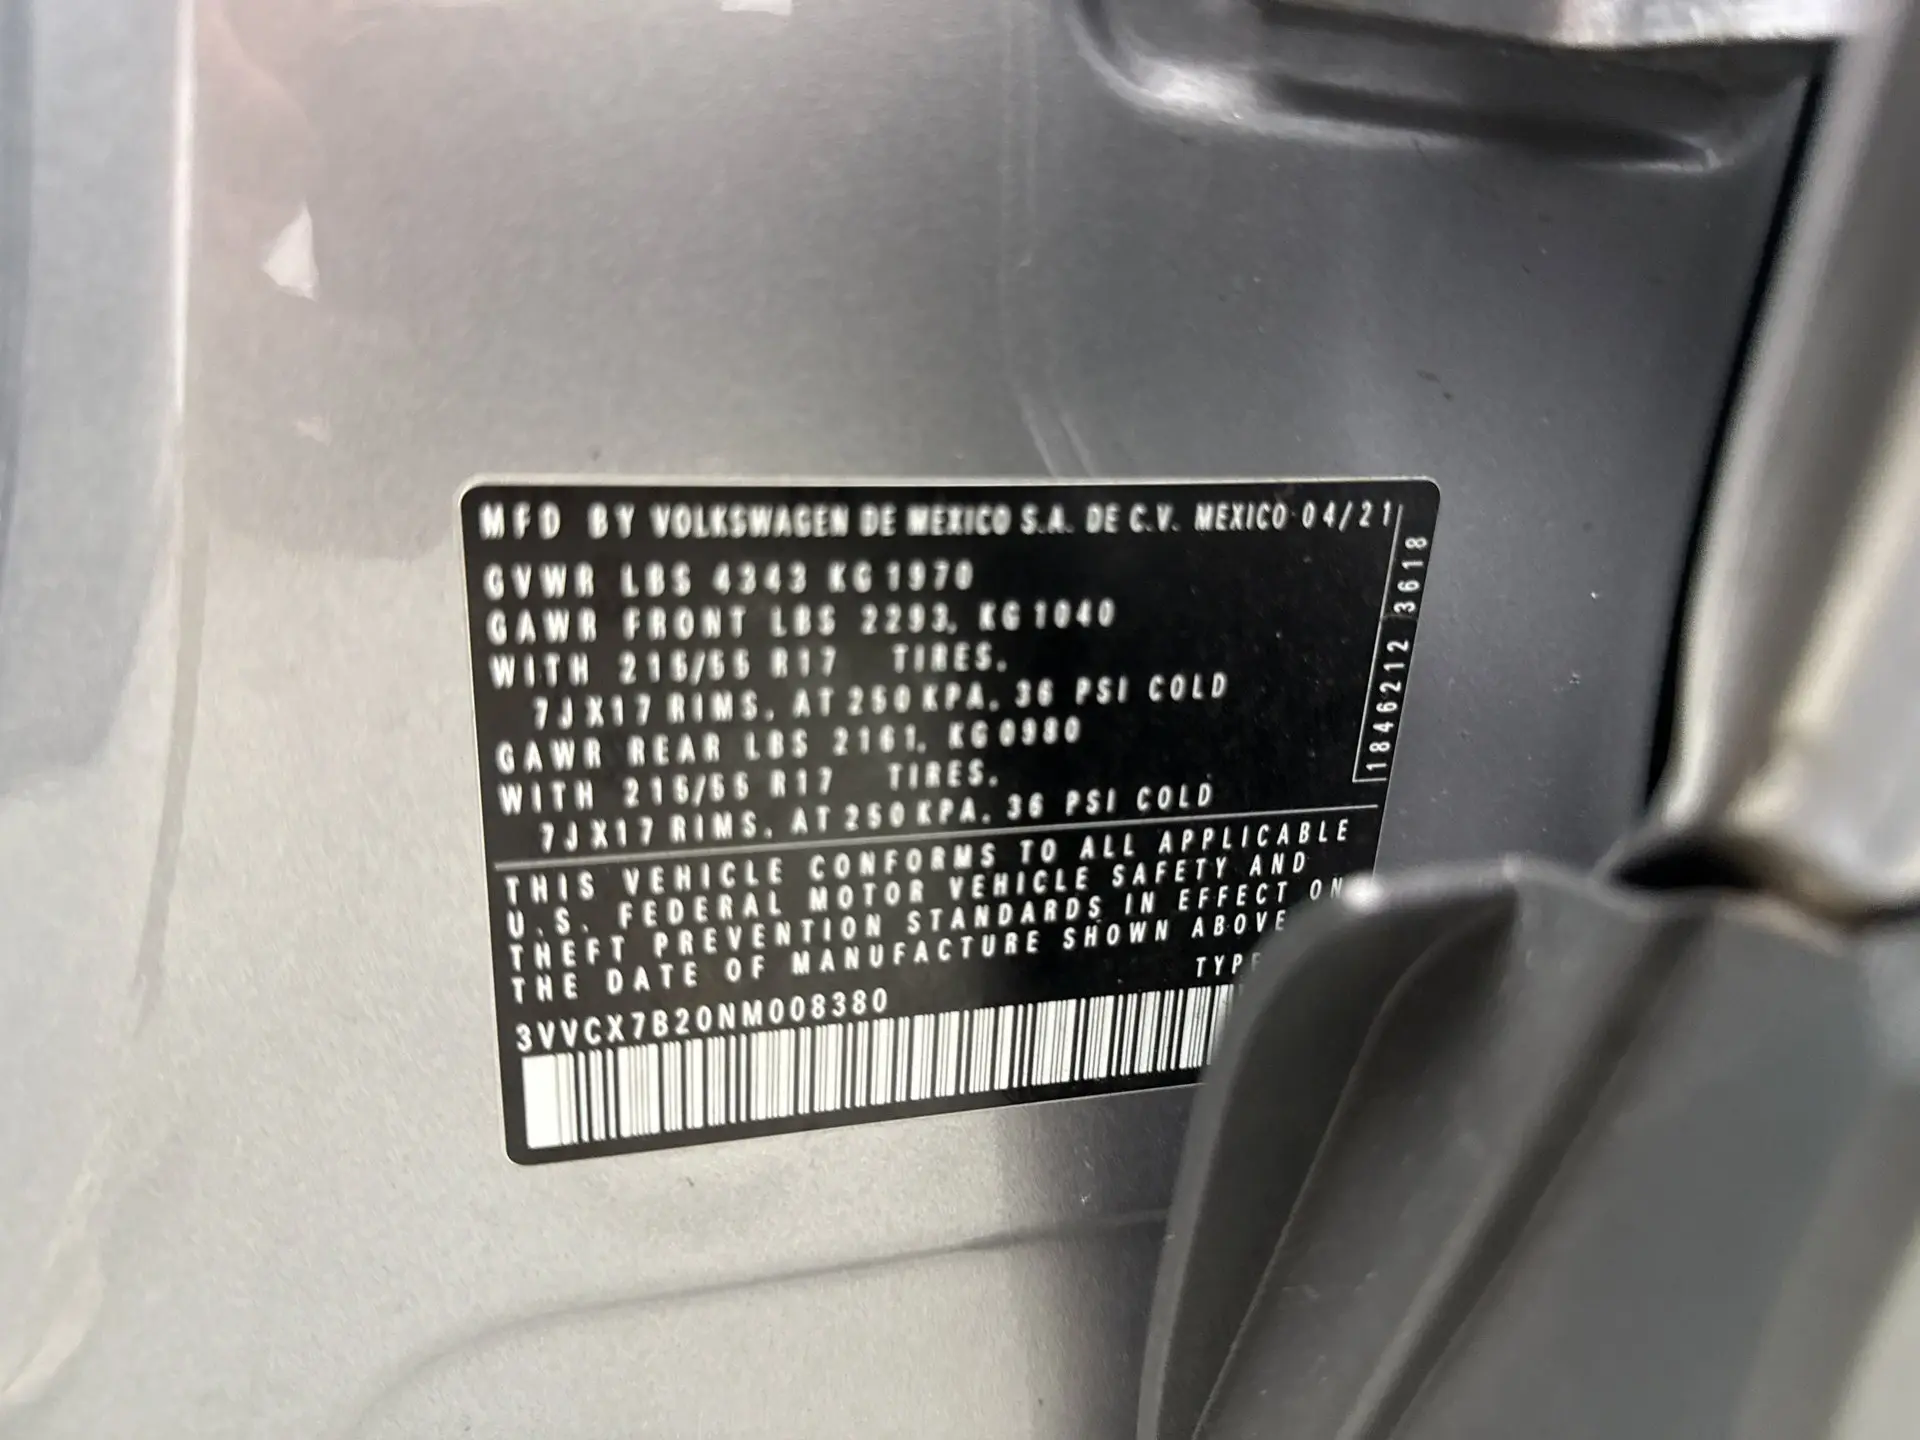 MFD BY VOLKSWAGEN DE MEXICO S.A. DE C.V. MEXICO 04/21
GVWR LBS 4343 KG 1970
GAWR FRONT LBS 2293, KG 1040
WITH 215/55 R17 TIRES,
7JX17 RIMS, AT 250 KPA, 36 PSI COLD
GAWR REAR LBS 2161, KG 0980
WITH 215/55 R17 TIRES,
7JX17 RIMS, AT 250 KPA, 36 PSI COLD
THIS VEHICLE CONFORMS TO ALL APPLICABLE
U.S. FEDERAL MOTOR VEHICLE SAFETY AND
THEFT PREVENTION STANDARDS IN EFFECT ON
THE DATE OF MANUFACTURE SHOWN ABOVE
TYPE
3VVCX7B20NM008380
1846212 3618